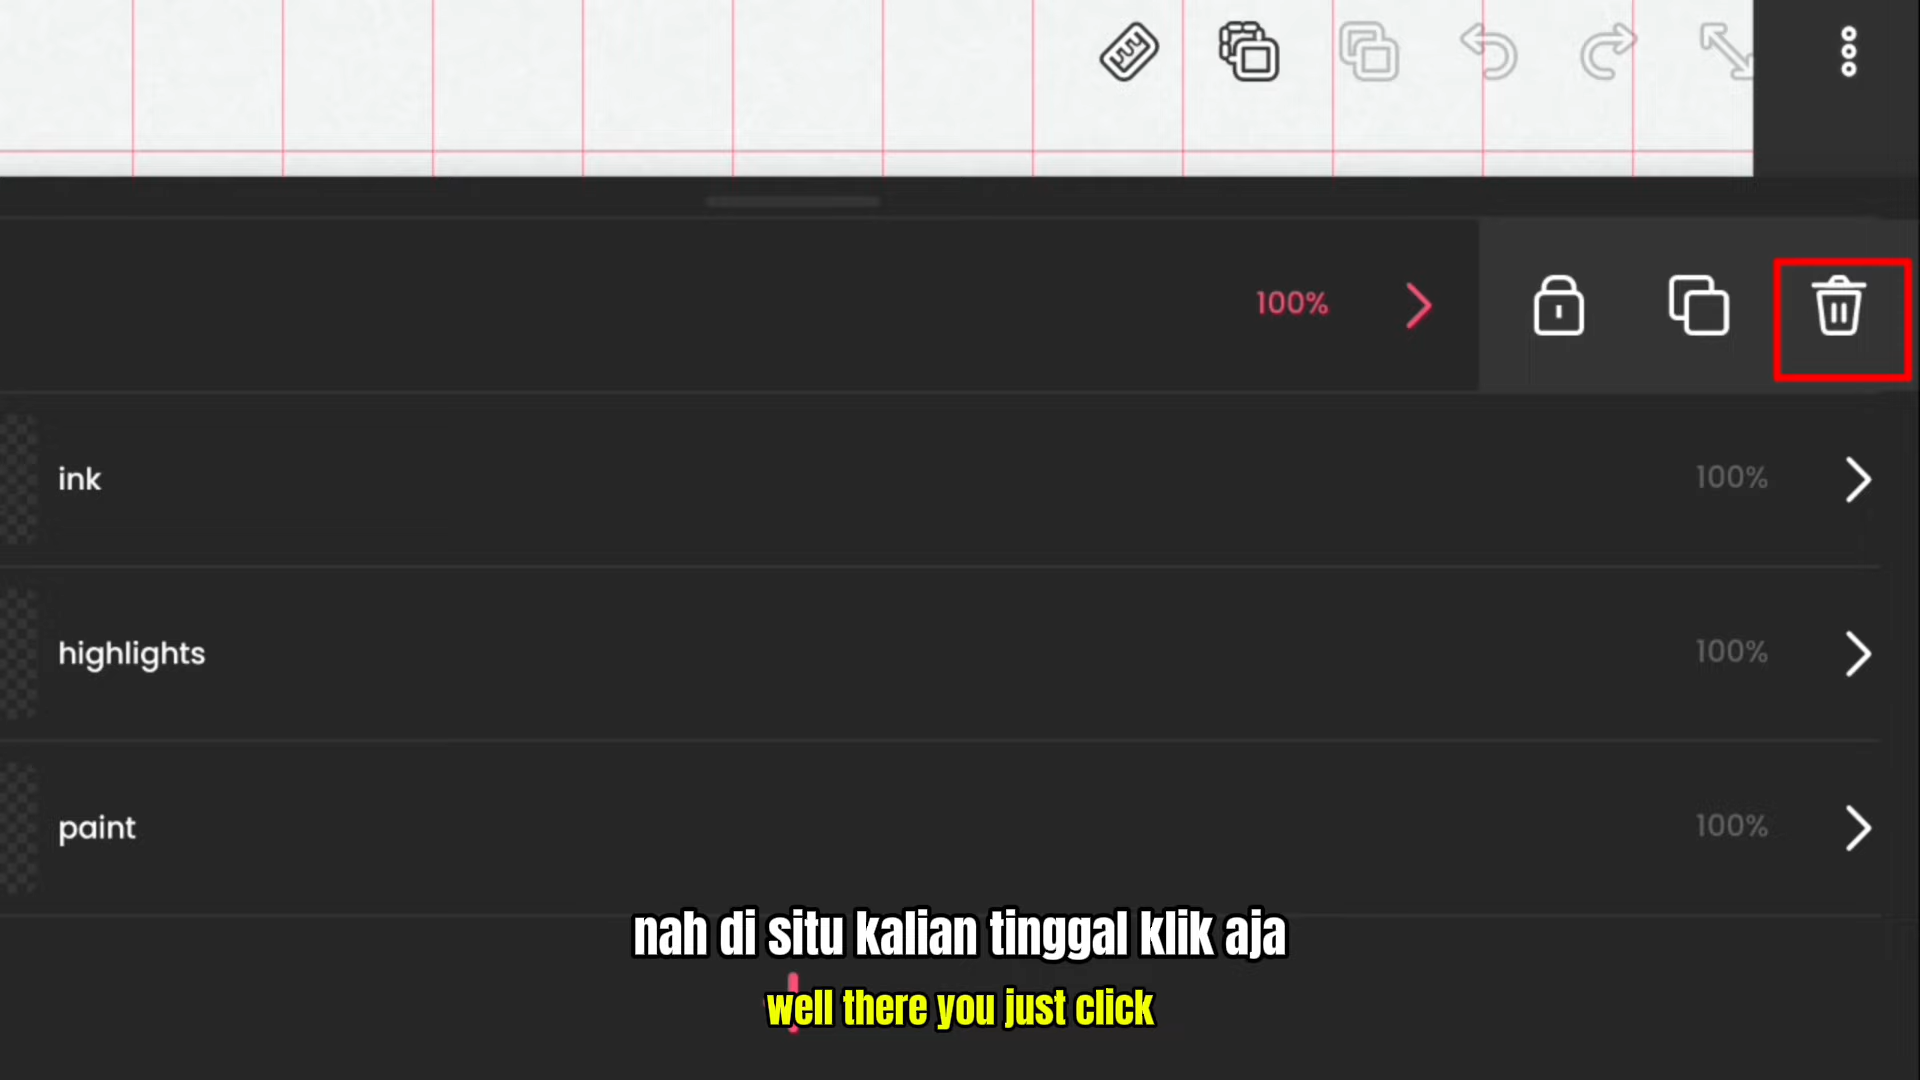 100%
ink
100%
highlights
100%
paint
100%
nah di situ kalian tinggal klik aja
well there you just click